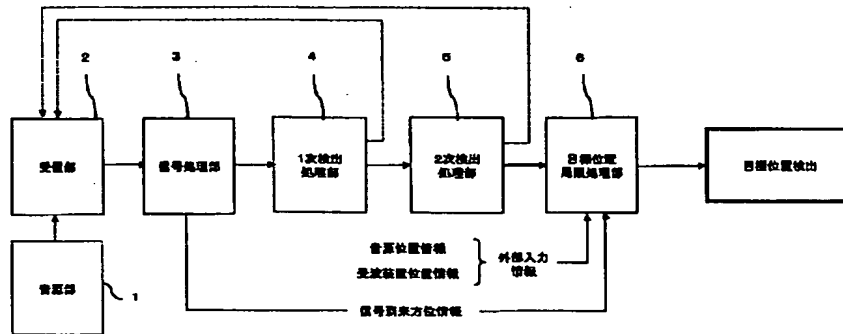 2
3
4
5
6
受信部
信号処理部
1次検出
処理部
2次検出
処理部
目標位置
局限処理部
目標位置検出
音源部
1
音源位置情報
受波装置位置情報
外部入力
情報
信号到来方位情報